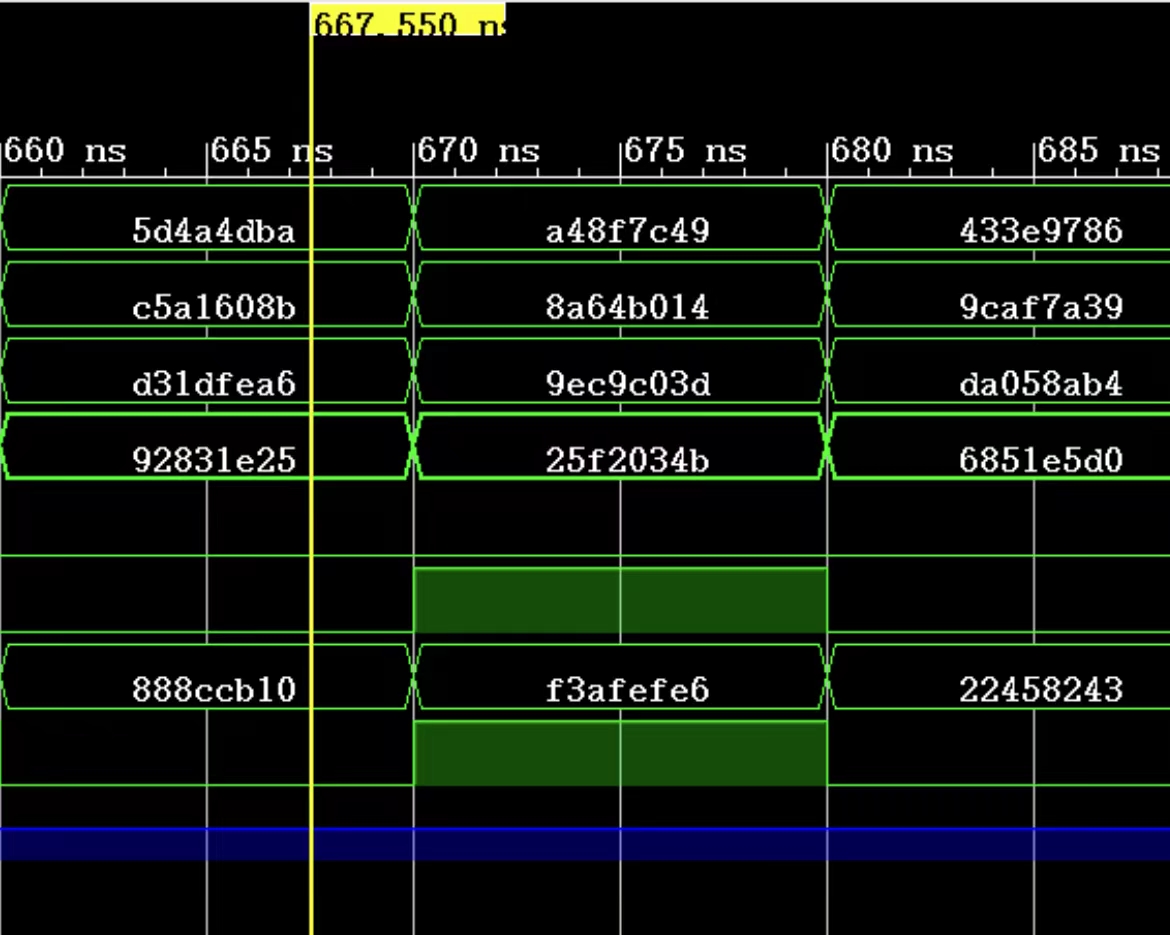 667.550 ns
660 ns 665 ns 670 ns 675 ns 680 ns 685 ns
5d4a4dba a48f7c49 433e9786
c5a1608b 8a64b014 9caf7a39
d31dfea6 9ec9c03d da058ab4
92831e25 25f2034b 6851e5d0
888ccb10 f3afefe6 22458243